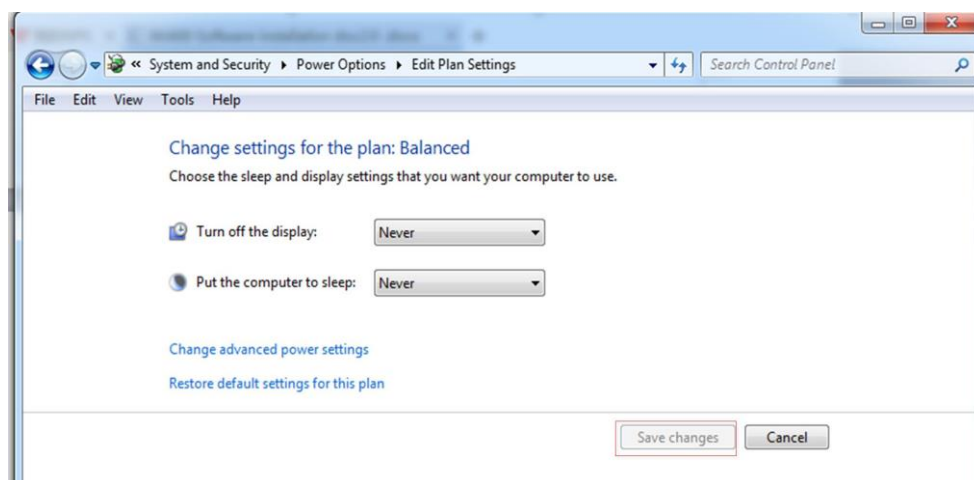 « System and Security ▸ Power Options ▸ Edit Plan Settings
Search Control Panel
File Edit View Tools Help
Change settings for the plan: Balanced
Choose the sleep and display settings that you want your computer to use.
Turn off the display: Never
Put the computer to sleep: Never
Change advanced power settings
Restore default settings for this plan
Save changes Cancel